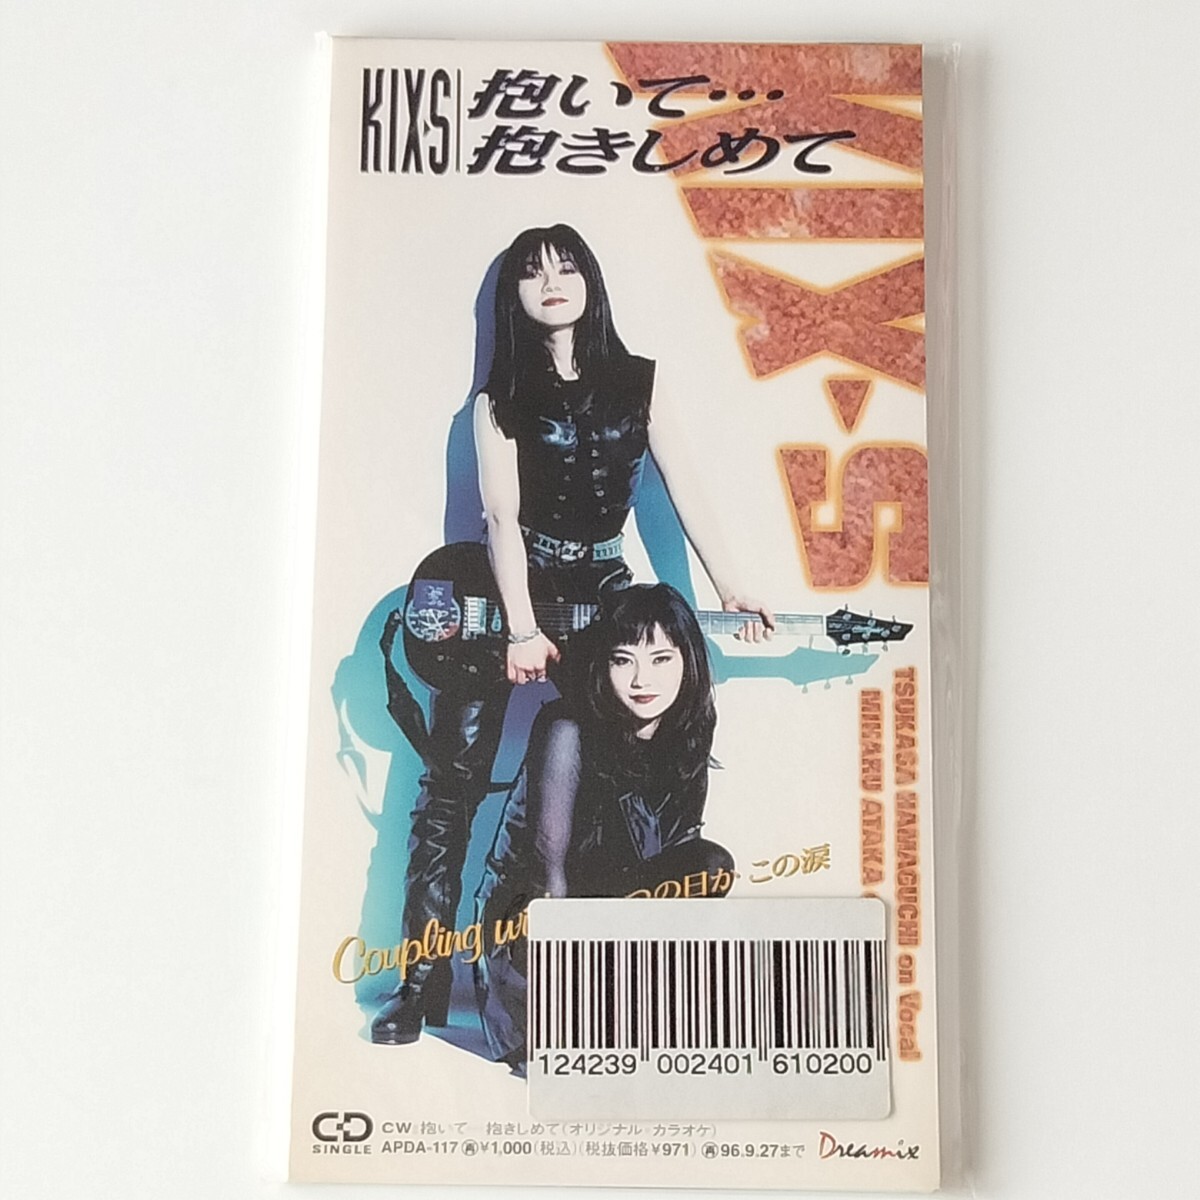 KIX·S
抱いて…
抱きしめて
KIX·S
TSUKASA HAMAGUCHI on Vocal
MIHARU ATAKA
Coupling
の日か この涙
124239 002401 610200
CD
SINGLE
CW:抱いて…抱きしめて(オリジナル・カラオケ)
APDA-117 再 ¥1,000(税込)(税抜価格¥971) 再 96.9.27まで
Dreamix